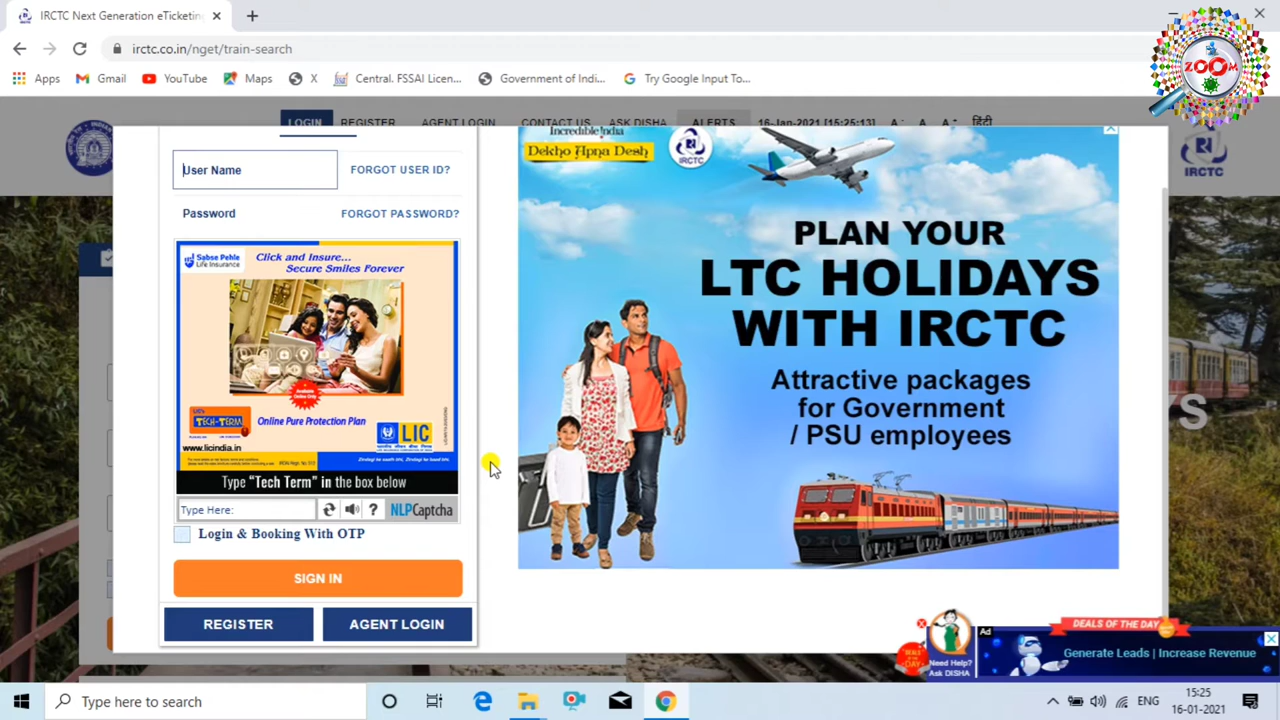 IRCTC Next Generation eTicketing
irctc.co.in/nget/train-search
Apps
Gmail
YouTube
Maps
X
Central. FSSAI Licen...
Government of Indi...
Try Google Input To...
ZOOM
LOGIN
REGISTER
AGENT LOGIN
CONTACT US
ASK DISHA
ALERTS
16-Jan-2021 [15:25:13]
A-
A
A+
हिंदी
IRCTC
User Name
FORGOT USER ID?
Password
FORGOT PASSWORD?
Sabse Pehle
Life Insurance
Click and Insure...
Secure Smiles Forever
Available
Online Only
LIC's
TECH-TERM
Online Pure Protection Plan
LIC
www.licindia.in
Type “Tech Term” in the box below
Type Here:
?
NLPCaptcha
Login & Booking With OTP
SIGN IN
REGISTER
AGENT LOGIN
Incredible!ndia
Dekho Apna Desh
IRCTC
PLAN YOUR
LTC HOLIDAYS
WITH IRCTC
Attractive packages
for Government
/ PSU employees
Need Help?
Ask DISHA
DEALS OF THE DAY
Ad
Generate Leads | Increase Revenue
Type here to search
ENG
15:25
16-01-2021